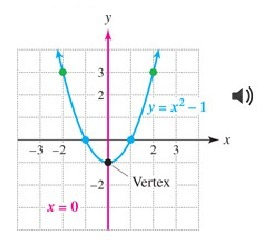 y
3
2
y = x² − 1
x
−3 −2 2 3
Vertex
−2
x = 0